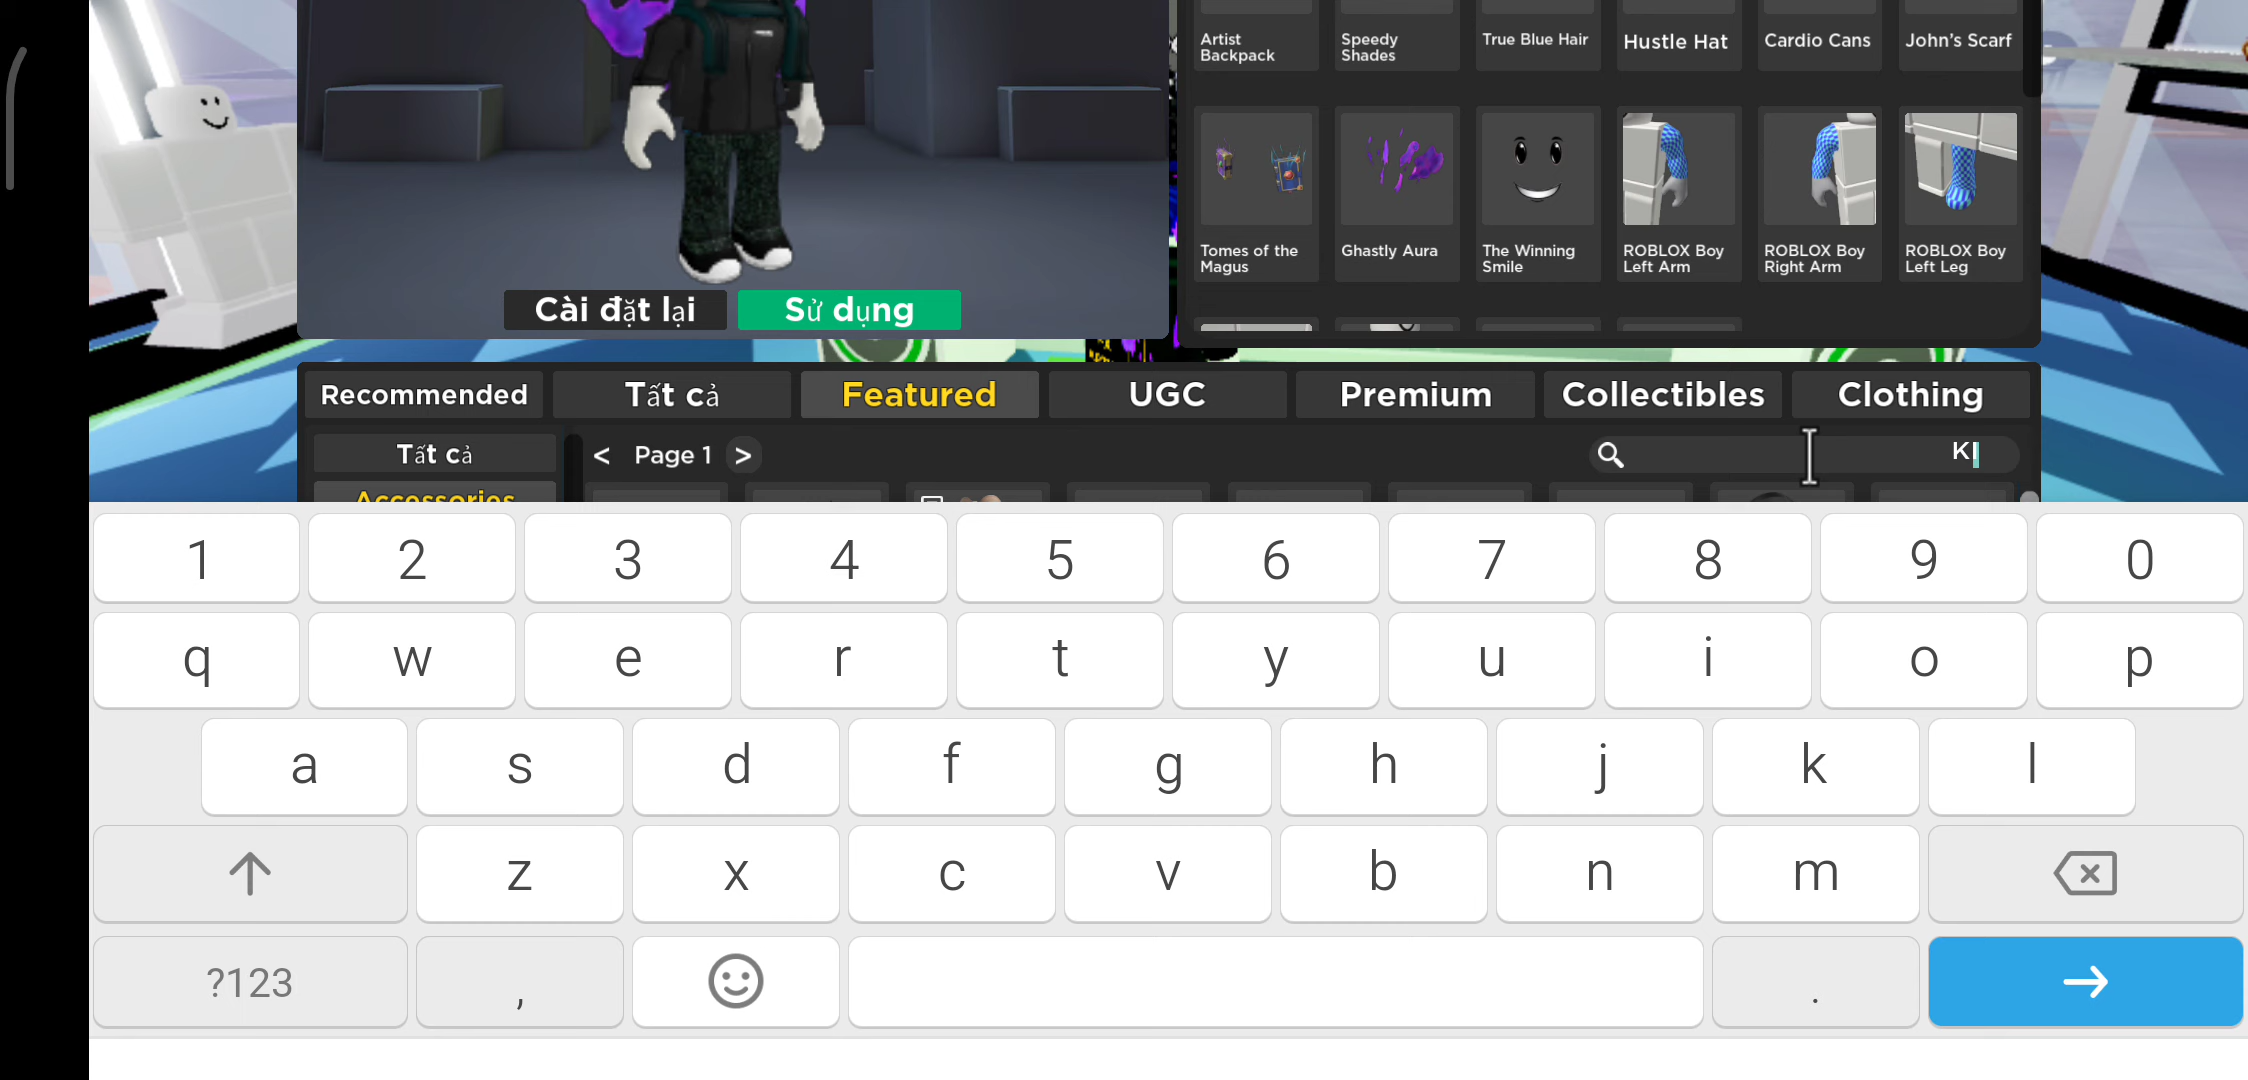 Artist
Backpack
Speedy
Shades
True Blue Hair
Hustle Hat
Cardio Cans
John's Scarf
Tomes of the
Magus
Ghastly Aura
The Winning
Smile
ROBLOX Boy
Left Arm
ROBLOX Boy
Right Arm
ROBLOX Boy
Left Leg
Cài đặt lại
Sử dụng
Recommended
Tất cả
Featured
UGC
Premium
Collectibles
Clothing
Tất cả
< Page 1 >
KI
Accessories
1 2 3 4 5 6 7 8 9 0
q w e r t y u i o p
a s d f g h j k l
z x c v b n m
?123 , .